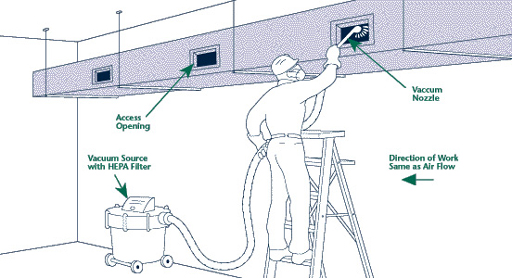 Vaccum
Nozzle
Access
Opening
Vacuum Source
with HEPA Filter
Direction of Work
Same as Air Flow